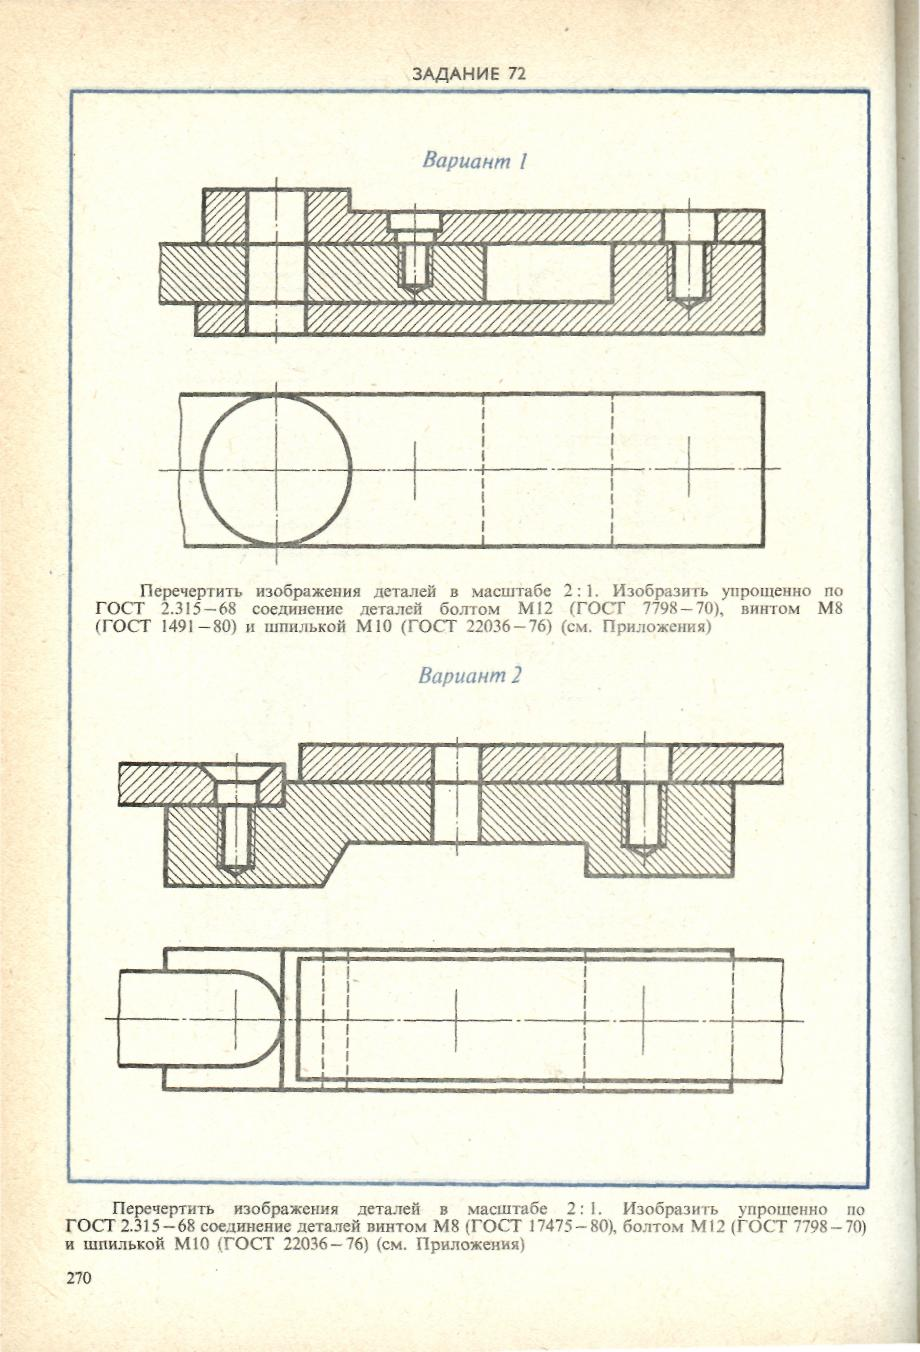 ЗАДАНИЕ 72
Вариант 1
Перечертить изображения деталей в масштабе 2:1. Изобразить упрощенно по
ГОСТ 2.315—68 соединение деталей болтом М12 (ГОСТ 7798—70), винтом М8
(ГОСТ 1491—80) и шпилькой М10 (ГОСТ 22036—76) (см. Приложения)
Вариант 2
Перечертить изображения деталей в масштабе 2:1. Изобразить упрощенно по
ГОСТ 2.315—68 соединение деталей винтом М8 (ГОСТ 17475—80), болтом М12 (ГОСТ 7798—70)
и шпилькой М10 (ГОСТ 22036—76) (см. Приложения)
270